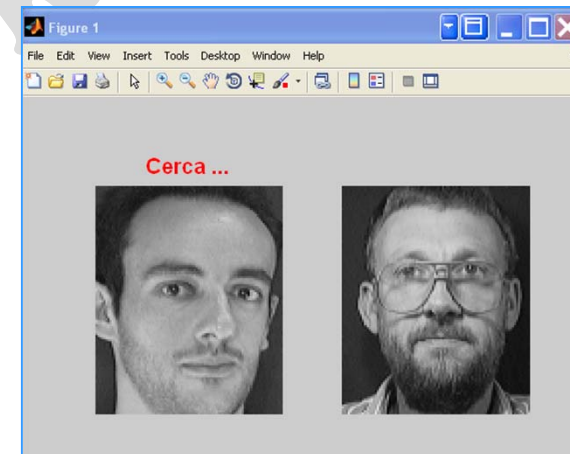 Figure 1
File Edit View Insert Tools Desktop Window Help
Cerca ...